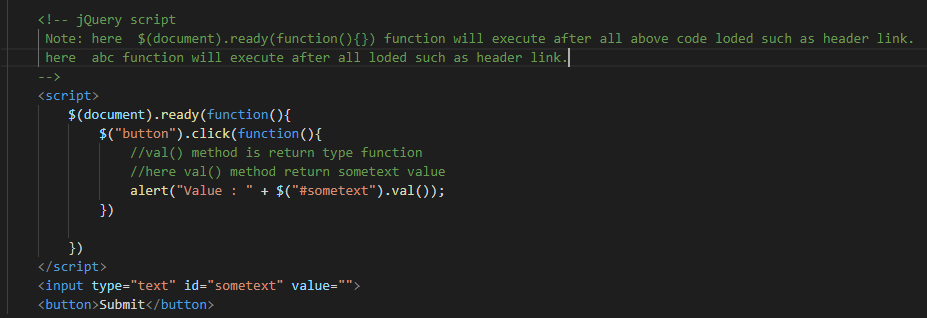 <!-- jQuery script
Note: here  $(document).ready(function(){}) function will execute after all above code loded such as header link.
here  abc function will execute after all loded such as header link.
-->
<script>
$(document).ready(function(){
$("button").click(function(){
//val() method is return type function
//here val() method return sometext value
alert("Value : " + $("#sometext").val());
})
})
</script>
<input type="text" id="sometext" value="">
<button>Submit</button>